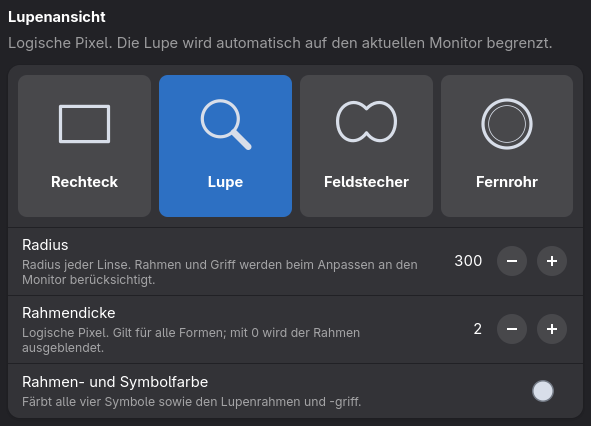 Lupenansicht
Logische Pixel. Die Lupe wird automatisch auf den aktuellen Monitor begrenzt.
Rechteck
Lupe
Feldstecher
Fernrohr
Radius
Radius jeder Linse. Rahmen und Griff werden beim Anpassen an den
Monitor berücksichtigt.
300
Rahmendicke
Logische Pixel. Gilt für alle Formen; mit 0 wird der Rahmen
ausgeblendet.
2
Rahmen- und Symbolfarbe
Färbt alle vier Symbole sowie den Lupenrahmen und -griff.